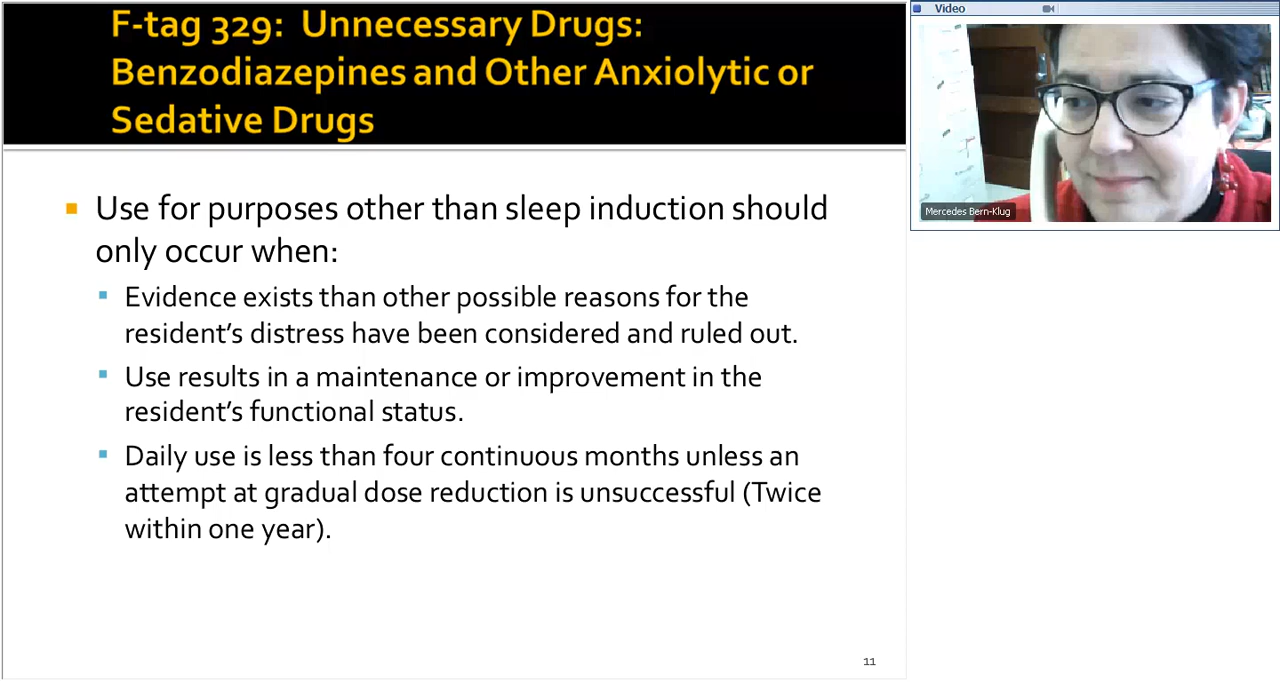 F-tag 329: Unnecessary Drugs:
Benzodiazepines and Other Anxiolytic or
Sedative Drugs
Use for purposes other than sleep induction should
only occur when:
Evidence exists than other possible reasons for the
resident's distress have been considered and ruled out.
Use results in a maintenance or improvement in the
resident's functional status.
Daily use is less than four continuous months unless an
attempt at gradual dose reduction is unsuccessful (Twice
within one year).
11
Video
Mercedes Bern-Klug